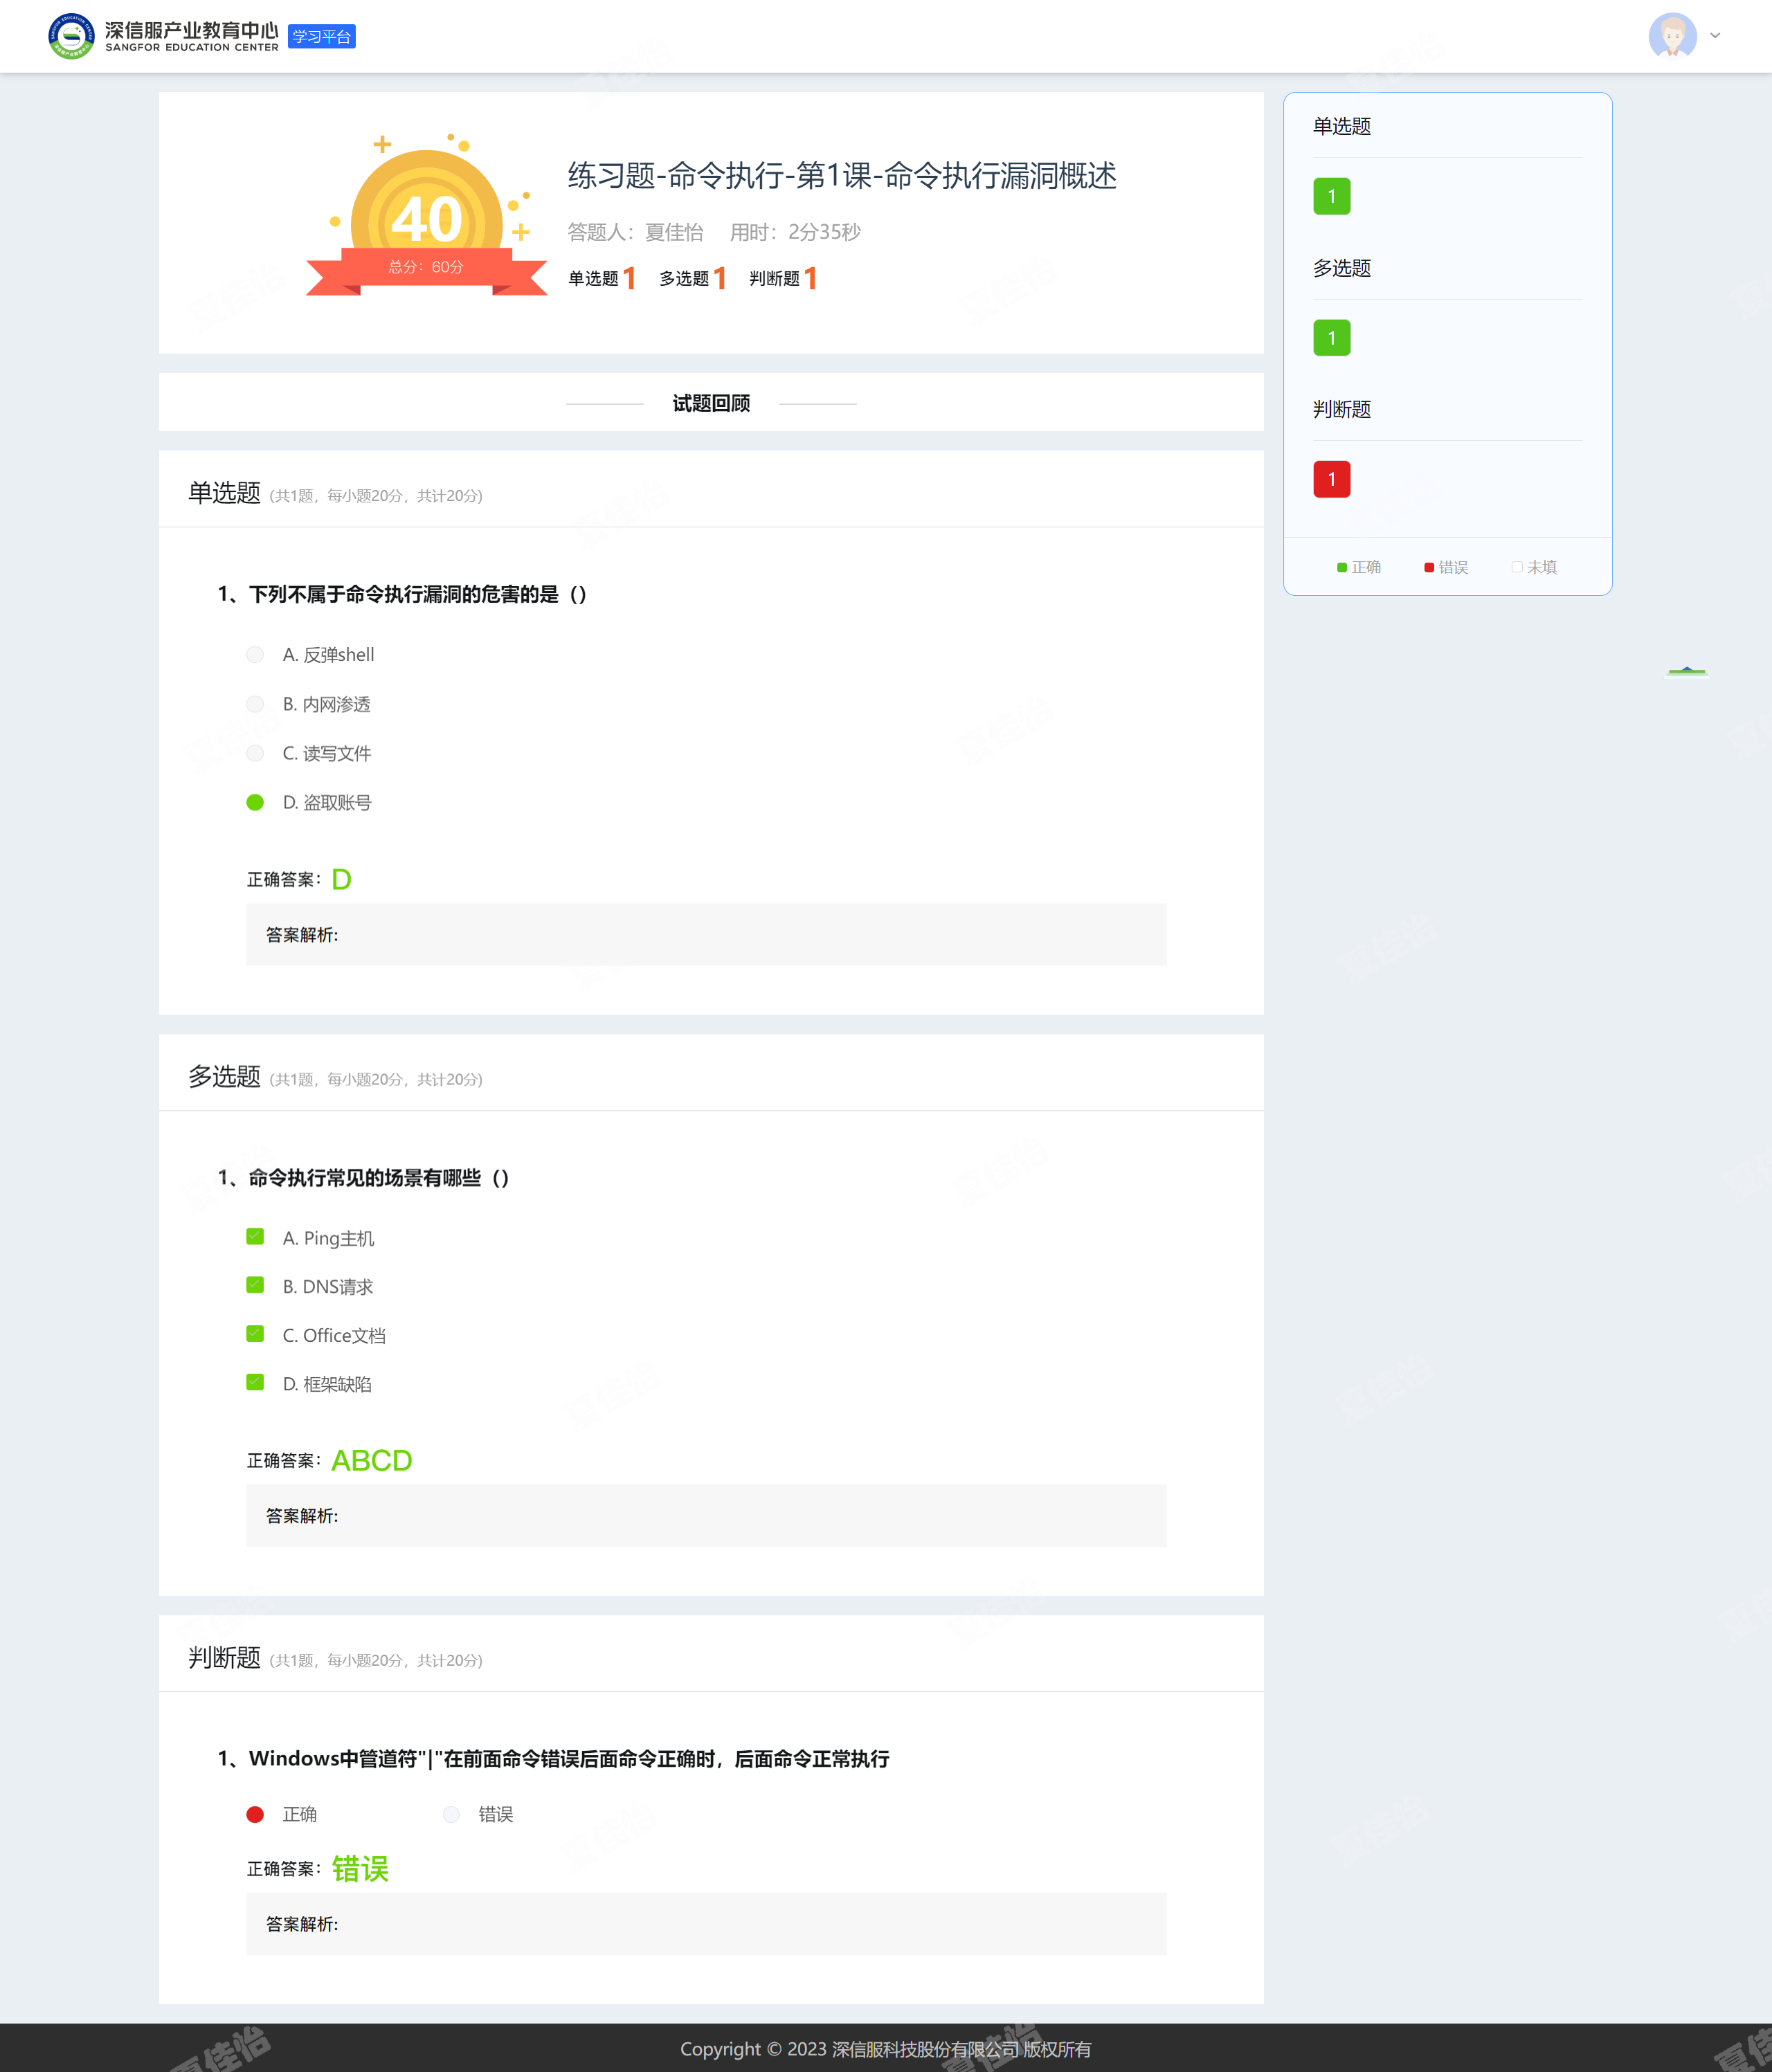 深信服产业教育中心
SANGFOR EDUCATION CENTER
学习平台
40
总分：60分
练习题-命令执行-第1课-命令执行漏洞概述
答题人：夏佳怡 用时：2分35秒
单选题1 多选题1 判断题1
试题回顾
单选题 (共1题，每小题20分，共计20分)
1、下列不属于命令执行漏洞的危害的是（）
A. 反弹shell
B. 内网渗透
C. 读写文件
D. 盗取账号
正确答案：D
答案解析:
多选题 (共1题，每小题20分，共计20分)
1、命令执行常见的场景有哪些（）
A. Ping主机
B. DNS请求
C. Office文档
D. 框架缺陷
正确答案：ABCD
答案解析:
判断题 (共1题，每小题20分，共计20分)
1、Windows中管道符"|"在前面命令错误后面命令正确时，后面命令正常执行
正确 错误
正确答案：错误
答案解析:
单选题
1
多选题
1
判断题
1
正确 错误 未填
Copyright © 2023 深信服科技股份有限公司 版权所有
夏佳怡